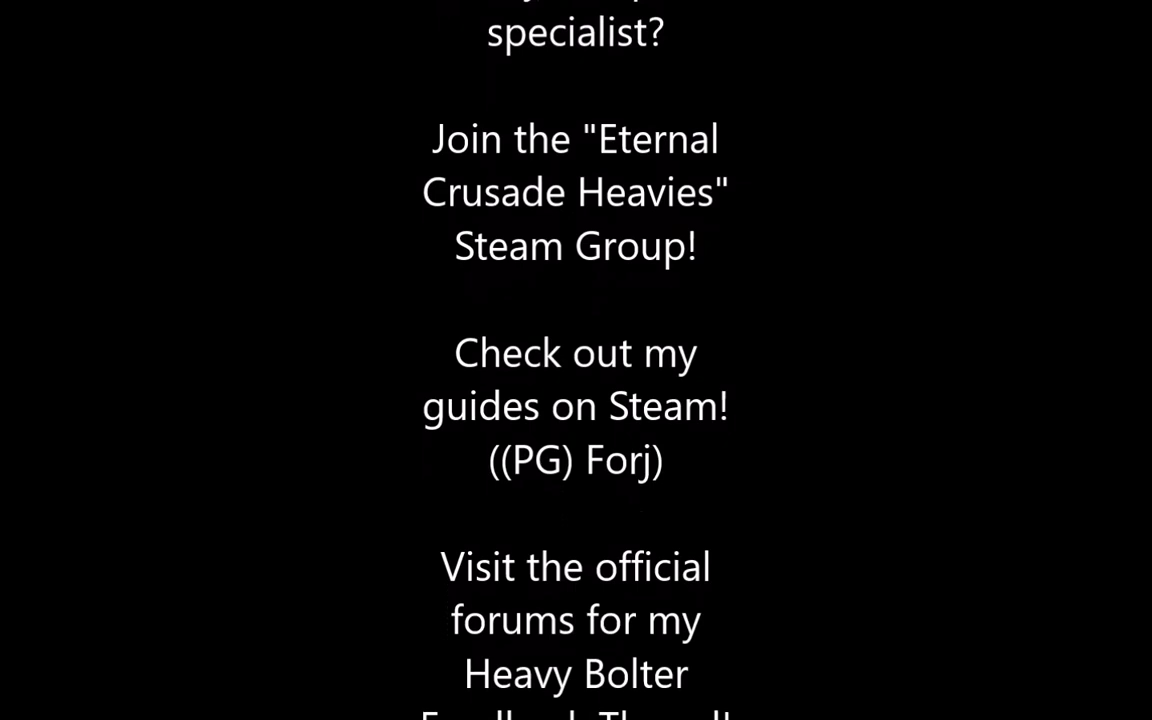 specialist?
Join the "Eternal
Crusade Heavies"
Steam Group!
Check out my
guides on Steam!
((PG) Forj)
Visit the official
forums for my
Heavy Bolter